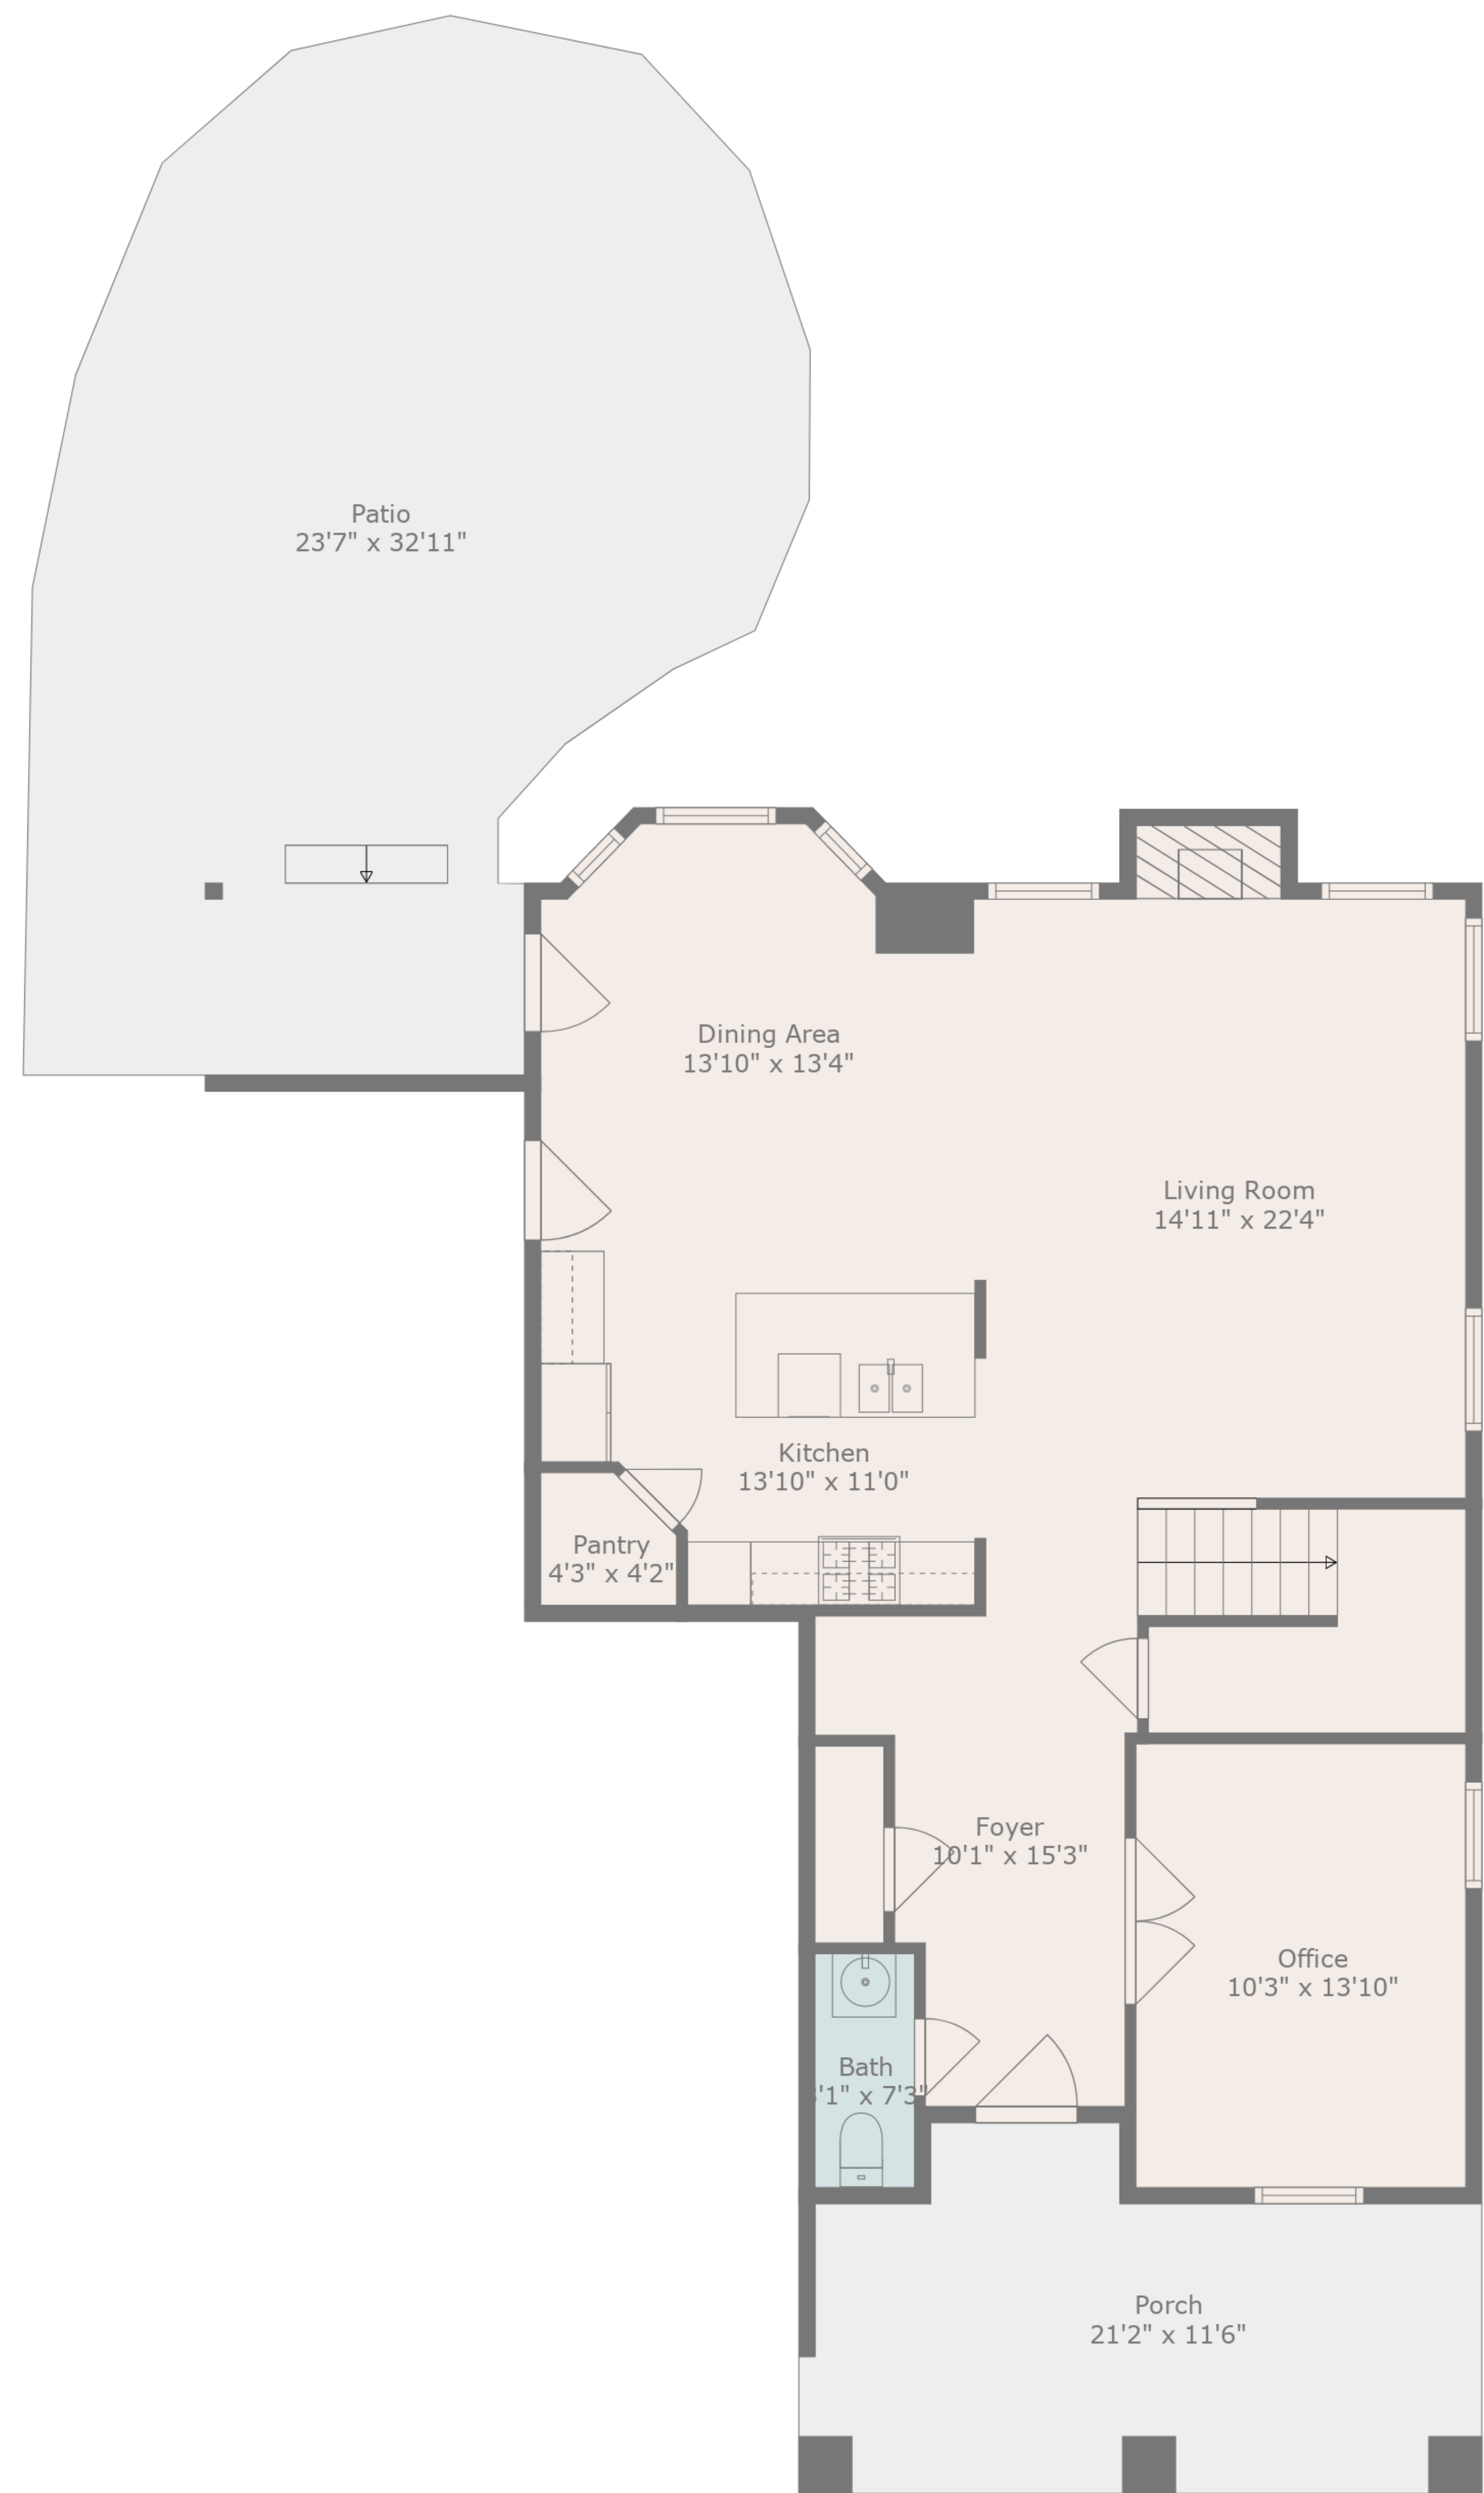 Patio
23'7" x 32'11"
Dining Area
13'10" x 13'4"
Living Room
14'11" x 22'4"
Kitchen
13'10" x 11'0"
Pantry
4'3" x 4'2"
Foyer
10'1" x 15'3"
Office
10'3" x 13'10"
Bath
'1" x 7'3"
Porch
21'2" x 11'6"